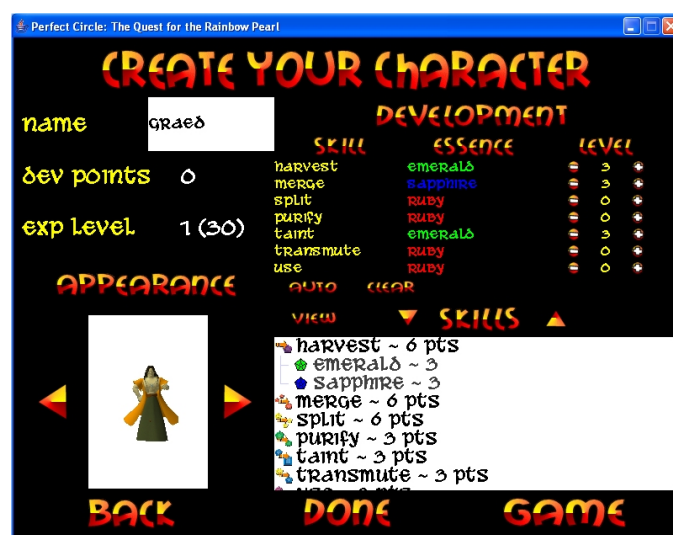 Perfect Circle: The Quest for the Rainbow Pearl
CREATE YOUR ChARACTER
name GRaed
DEVELOPMENT
SKILL ESSENCE LEVEL
dev points 0
harvest emerald 3
merge sapphire 3
split Ruby 0
purify Ruby 0
taint emerald 3
transmute Ruby 0
use Ruby 0
exp level 1 (30)
AUTO CLEAR
APPEARANCE
VIEW SKILLS
harvest ~ 6 pts
emerald ~ 3
sapphire ~ 3
merge ~ 6 pts
split ~ 6 pts
purify ~ 3 pts
taint ~ 3 pts
transmute ~ 3 pts
BACK DONE GAME